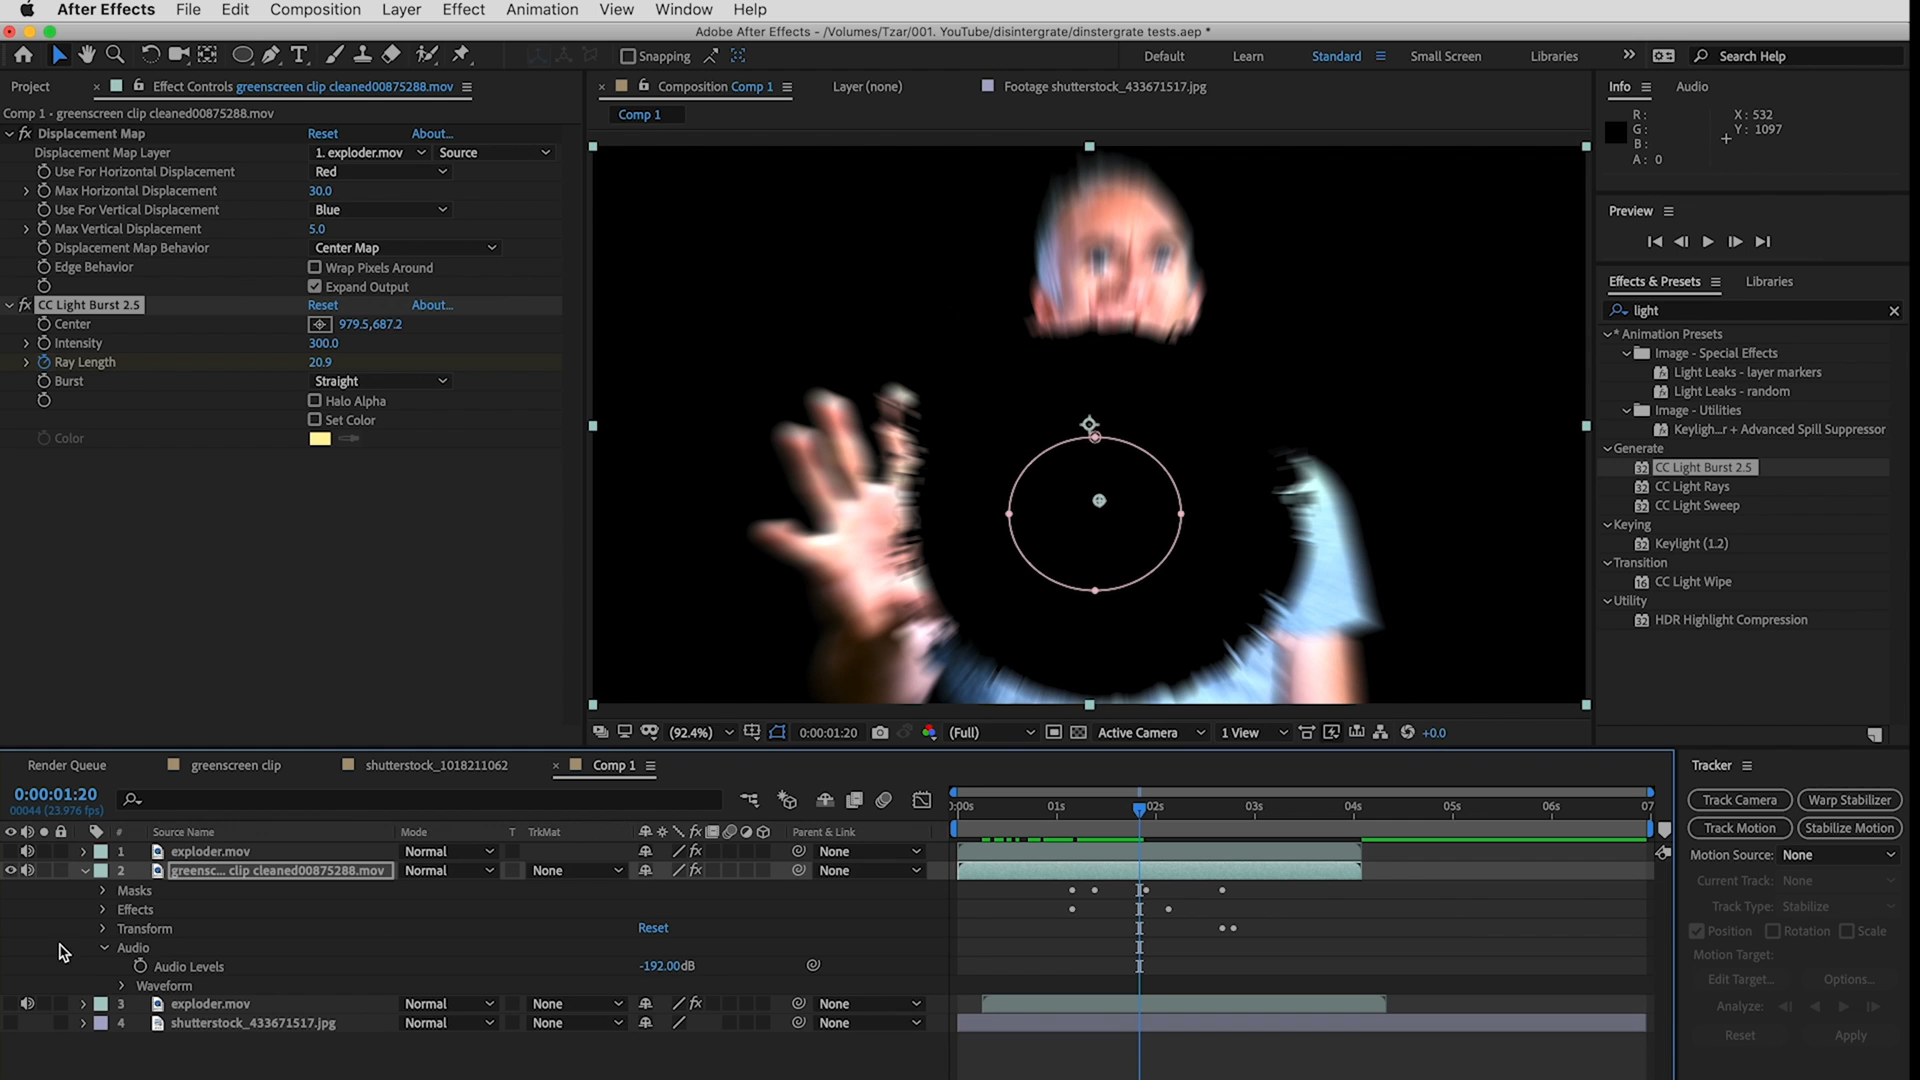 After Effects File Edit Composition Layer Effect Animation View Window Help
Adobe After Effects - /Volumes/Tzar/001. YouTube/disintergrate/dinstergrate tests.aep *
Snapping Default Learn Standard Small Screen Libraries Search Help
Project Effect Controls greenscreen clip cleaned00875288.mov
Comp 1 · greenscreen clip cleaned00875288.mov
fx Displacement Map Reset About...
Displacement Map Layer 1. exploder.mov Source
Use For Horizontal Displacement Red
Max Horizontal Displacement 30.0
Use For Vertical Displacement Blue
Max Vertical Displacement 5.0
Displacement Map Behavior Center Map
Edge Behavior Wrap Pixels Around
Expand Output
fx CC Light Burst 2.5 Reset About...
Center 979.5,687.2
Intensity 300.0
Ray Length 20.9
Burst Straight
Halo Alpha
Set Color
Color
Composition Comp 1 Layer (none) Footage shutterstock_433671517.jpg
Comp 1
(92.4%) 0:00:01:20 (Full) Active Camera 1 View +0.0
Info Audio
R: X: 532
G: Y: 1097
B:
A: 0
Preview
Effects & Presets Libraries
light
* Animation Presets
Image - Special Effects
Light Leaks - layer markers
Light Leaks - random
Image - Utilities
Keyligh...r + Advanced Spill Suppressor
Generate
32 CC Light Burst 2.5
32 CC Light Rays
32 CC Light Sweep
Keying
32 Keylight (1.2)
Transition
16 CC Light Wipe
Utility
32 HDR Highlight Compression
Render Queue greenscreen clip shutterstock_1018211062 Comp 1
0:00:01:20
00044 (23.976 fps)
:00s 01s 02s 03s 04s 05s 06s 07
# Source Name Mode T TrkMat fx Parent & Link
1 exploder.mov Normal fx None
2 greensc... clip cleaned00875288.mov Normal None fx None
Masks
Effects
Transform Reset
Audio
Audio Levels -192.00dB
Waveform
3 exploder.mov Normal None fx None
4 shutterstock_433671517.jpg Normal None None
Tracker
Track Camera Warp Stabilizer
Track Motion Stabilize Motion
Motion Source: None
Current Track: None
Track Type: Stabilize
Position Rotation Scale
Motion Target:
Edit Target... Options...
Analyze:
Reset Apply